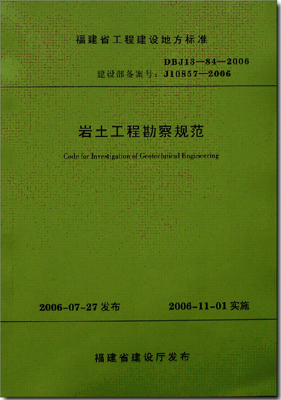 福建省工程建设地方标准
DBJ13—84—2006
建设部备案号：J10857—2006
岩土工程勘察规范
Code for Investigation of Geotechnical Engineering
2006-07-27 发布 2006-11-01 实施
福建省建设厅发布